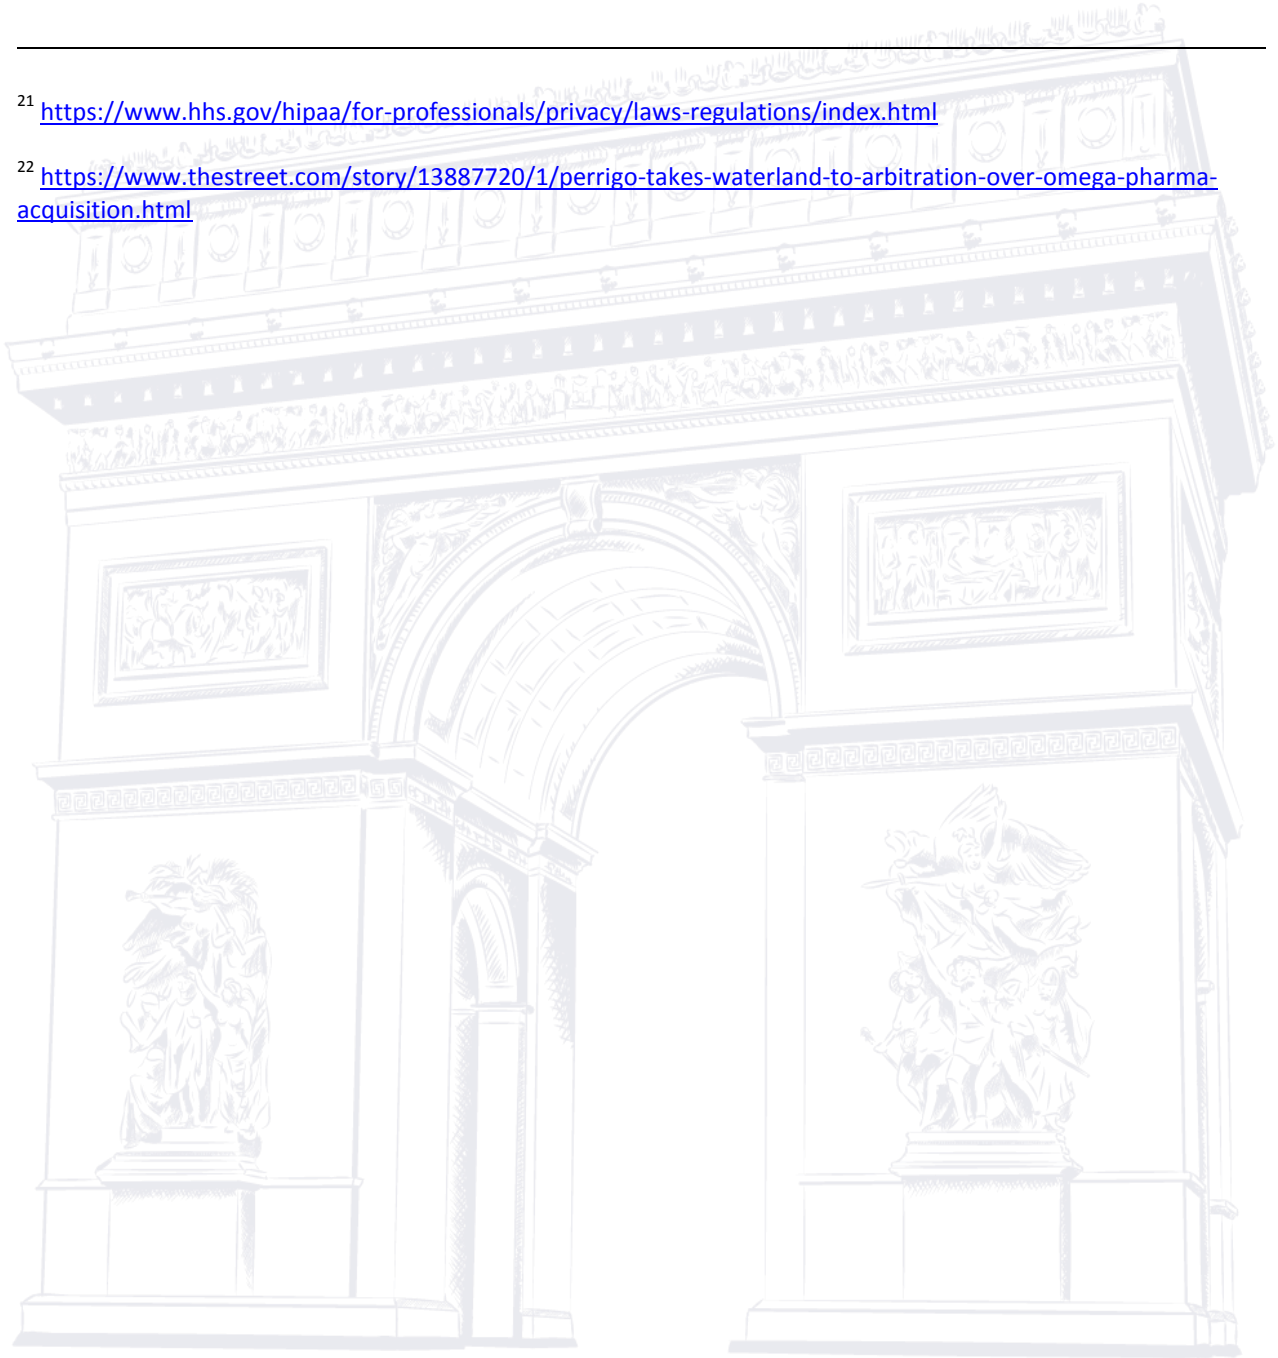 21 https://www.hhs.gov/hipaa/for-professionals/privacy/laws-regulations/index.html
22 https://www.thestreet.com/story/13887720/1/perrigo-takes-waterland-to-arbitration-over-omega-pharma-
acquisition.html